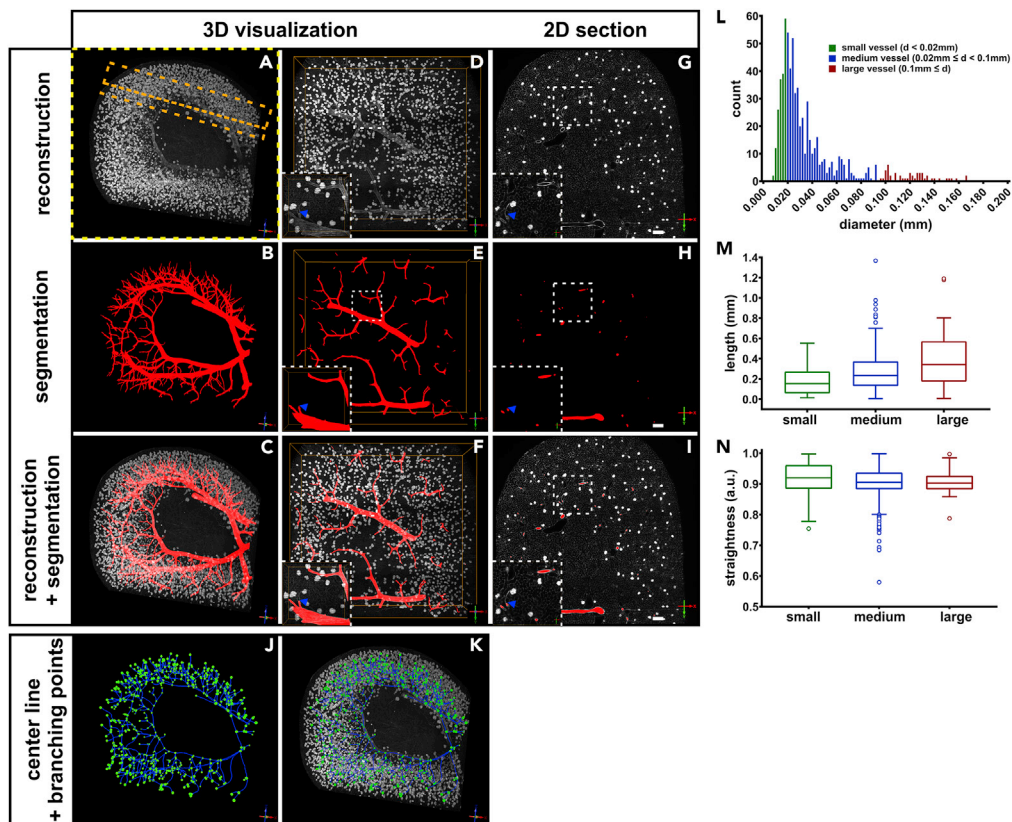 3D visualization
2D section
reconstruction
A
D
G
segmentation
B
E
H
reconstruction
+ segmentation
C
F
I
center line
+ branching points
J
K
L
count
60
50
40
30
20
10
0
small vessel (d < 0.02mm)
medium vessel (0.02mm ≤ d < 0.1mm)
large vessel (0.1mm ≤ d)
0.000
0.020
0.040
0.060
0.080
0.100
0.120
0.140
0.160
0.180
0.200
diameter (mm)
M
length (mm)
1.4
1.2
1.0
0.8
0.6
0.4
0.2
0.0
small
medium
large
N
straightness (a.u.)
1.0
0.9
0.8
0.7
0.6
0.5
small
medium
large